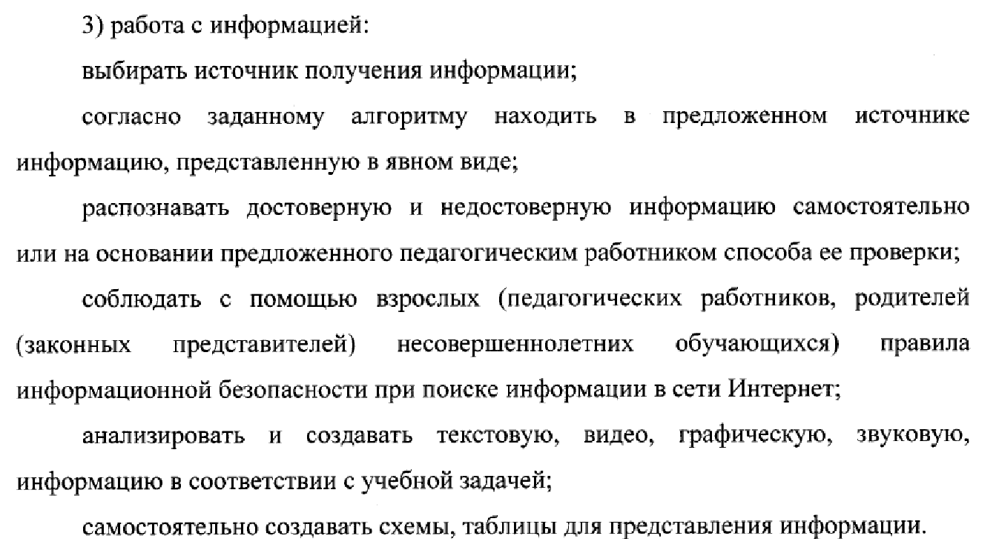 3) работа с информацией:
выбирать источник получения информации;
согласно заданному алгоритму находить в предложенном источнике
информацию, представленную в явном виде;
распознавать достоверную и недостоверную информацию самостоятельно
или на основании предложенного педагогическим работником способа ее проверки;
соблюдать с помощью взрослых (педагогических работников, родителей
(законных представителей) несовершеннолетних обучающихся) правила
информационной безопасности при поиске информации в сети Интернет;
анализировать и создавать текстовую, видео, графическую, звуковую,
информацию в соответствии с учебной задачей;
самостоятельно создавать схемы, таблицы для представления информации.